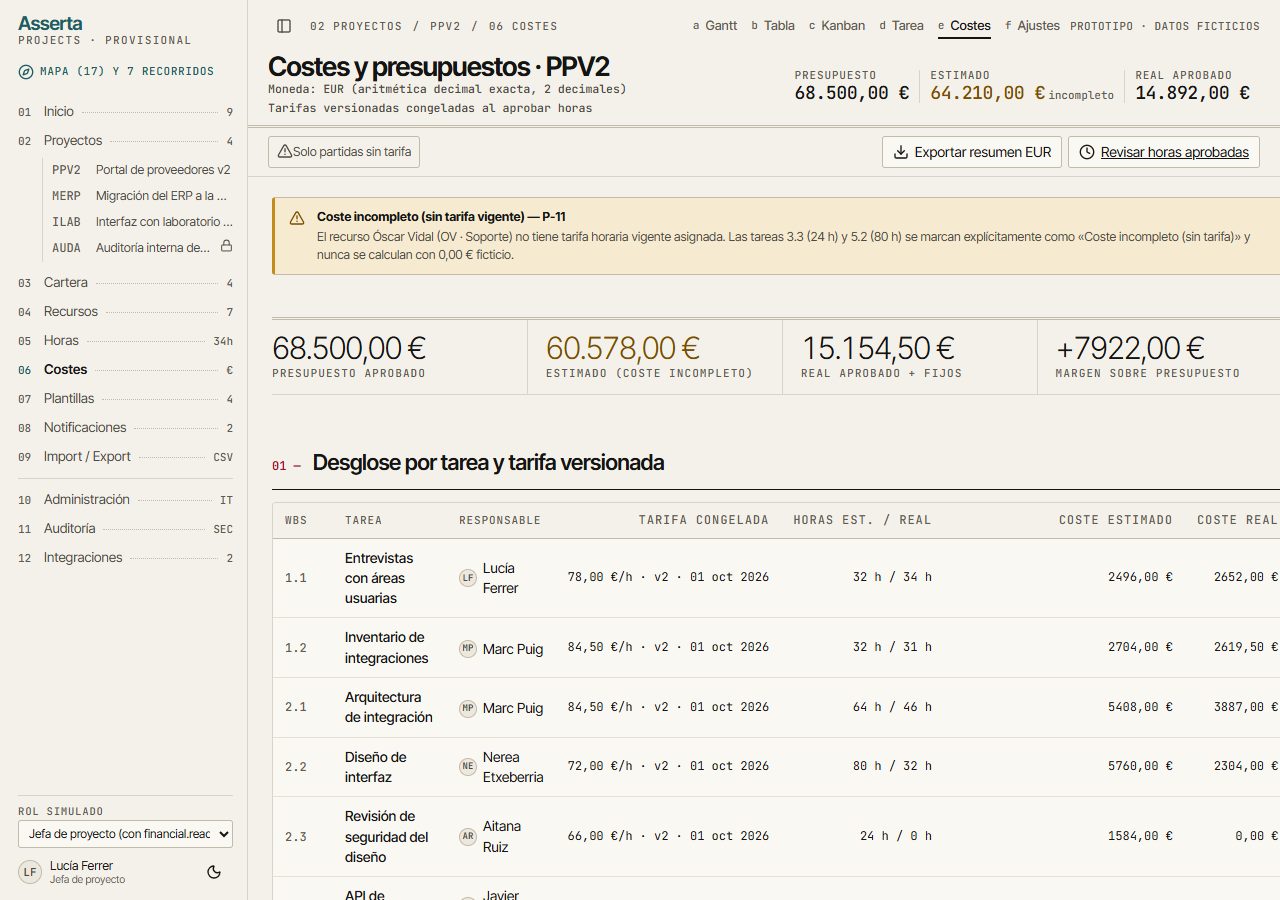 Asserta
PROJECTS · PROVISIONAL
MAPA (17) Y 7 RECORRIDOS
01 Inicio 9
02 Proyectos 4
PPV2 Portal de proveedores v2
MERP Migración del ERP a la ...
ILAB Interfaz con laboratorio ...
AUDA Auditoría interna de...
03 Cartera 4
04 Recursos 7
05 Horas 34h
06 Costes €
07 Plantillas 4
08 Notificaciones 2
09 Import / Export CSV
10 Administración IT
11 Auditoría SEC
12 Integraciones 2
ROL SIMULADO
Jefa de proyecto (con financial.read
LF Lucía Ferrer
Jefa de proyecto
02 PROYECTOS / PPV2 / 06 COSTES
a Gantt b Tabla c Kanban d Tarea e Costes f Ajustes PROTOTIPO · DATOS FICTICIOS
Costes y presupuestos · PPV2
Moneda: EUR (aritmética decimal exacta, 2 decimales)
Tarifas versionadas congeladas al aprobar horas
PRESUPUESTO
68.500,00 €
ESTIMADO
64.210,00 € incompleto
REAL APROBADO
14.892,00 €
Solo partidas sin tarifa
Exportar resumen EUR
Revisar horas aprobadas
Coste incompleto (sin tarifa vigente) — P-11
El recurso Óscar Vidal (OV · Soporte) no tiene tarifa horaria vigente asignada. Las tareas 3.3 (24 h) y 5.2 (80 h) se marcan explícitamente como «Coste incompleto (sin tarifa)» y
nunca se calculan con 0,00 € ficticio.
68.500,00 €
PRESUPUESTO APROBADO
60.578,00 €
ESTIMADO (COSTE INCOMPLETO)
15.154,50 €
REAL APROBADO + FIJOS
+7922,00 €
MARGEN SOBRE PRESUPUESTO
01 — Desglose por tarea y tarifa versionada
WBS TAREA RESPONSABLE TARIFA CONGELADA HORAS EST. / REAL COSTE ESTIMADO COSTE REAL
1.1 Entrevistas con áreas usuarias LF Lucía Ferrer 78,00 €/h · v2 · 01 oct 2026 32 h / 34 h 2496,00 € 2652,00 €
1.2 Inventario de integraciones MP Marc Puig 84,50 €/h · v2 · 01 oct 2026 32 h / 31 h 2704,00 € 2619,50 €
2.1 Arquitectura de integración MP Marc Puig 84,50 €/h · v2 · 01 oct 2026 64 h / 46 h 5408,00 € 3887,00 €
2.2 Diseño de interfaz NE Nerea Etxeberria 72,00 €/h · v2 · 01 oct 2026 80 h / 32 h 5760,00 € 2304,00 €
2.3 Revisión de seguridad del diseño AR Aitana Ruiz 66,00 €/h · v2 · 01 oct 2026 24 h / 0 h 1584,00 € 0,00 €
API de Javier